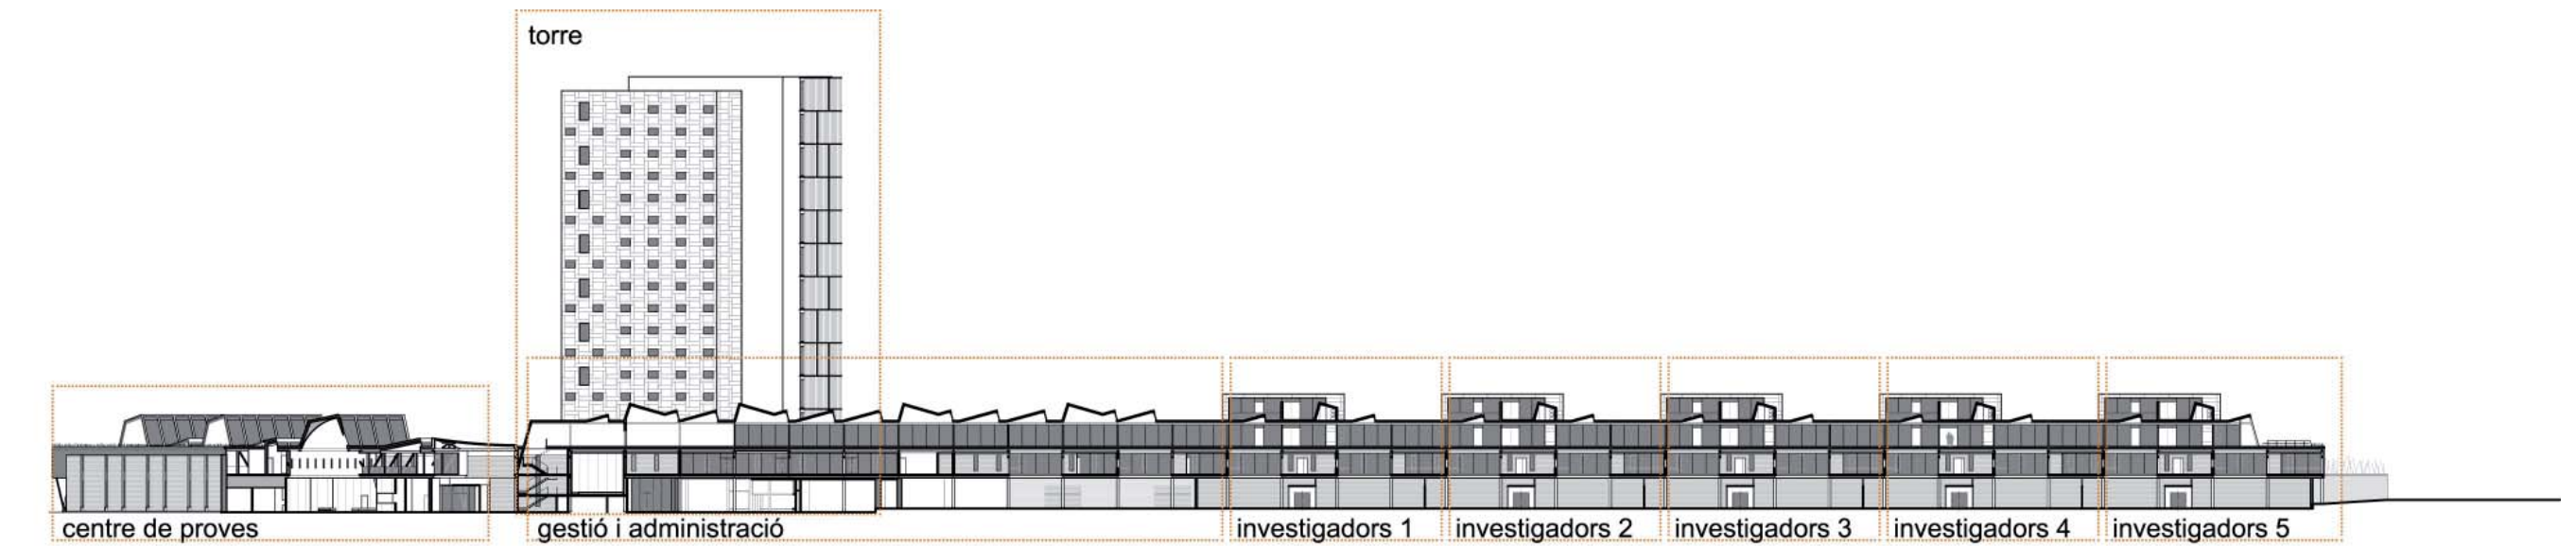 torre
centre de proves
gestió i administració
investigadors 1
investigadors 2
investigadors 3
investigadors 4
investigadors 5